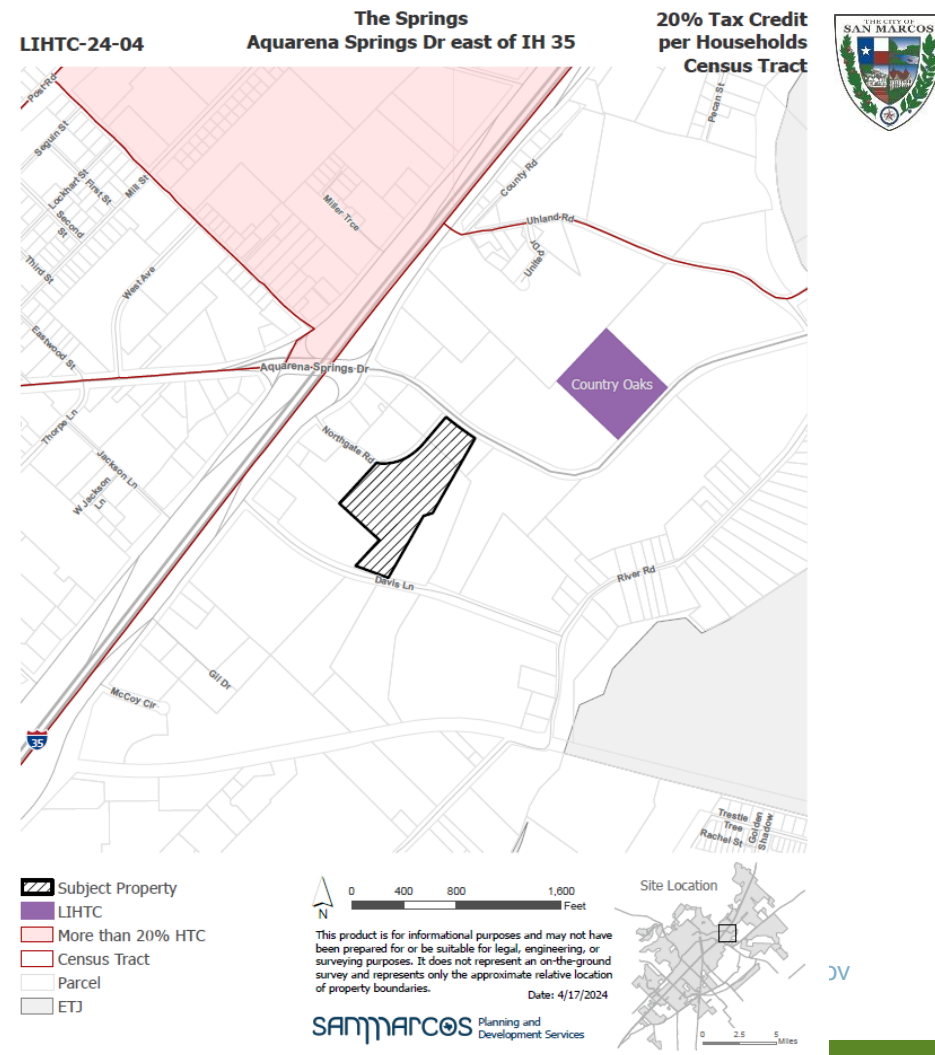 LIHTC-24-04
The Springs
Aquarena Springs Dr east of IH 35
20% Tax Credit
per Households
Census Tract
THE CITY OF
SAN MARCOS
Post Rd
Seguin St
Lockhart St
First St
Second
St
Mill St
Third St
West Ave
Eastwood St
Thorpe Ln
Jackson Ln
W Jackson
Ln
Miller Trce
County Rd
Pecan St
Uhland Rd
United Dr
Aquarena Springs Dr
Country Oaks
Northgate Rd
Davis Ln
River Rd
Gil Dr
McCoy Cir
35
Trestle
Tree
Golden
Shadow
Rachel St
Subject Property
LIHTC
More than 20% HTC
Census Tract
Parcel
ETJ
N
0 400 800 1,600
Feet
This product is for informational purposes and may not have
been prepared for or be suitable for legal, engineering, or
surveying purposes. It does not represent an on-the-ground
survey and represents only the approximate relative location
of property boundaries.
Date: 4/17/2024
SANMARCOS Planning and
Development Services
Site Location
0 2.5 5
Miles
ov